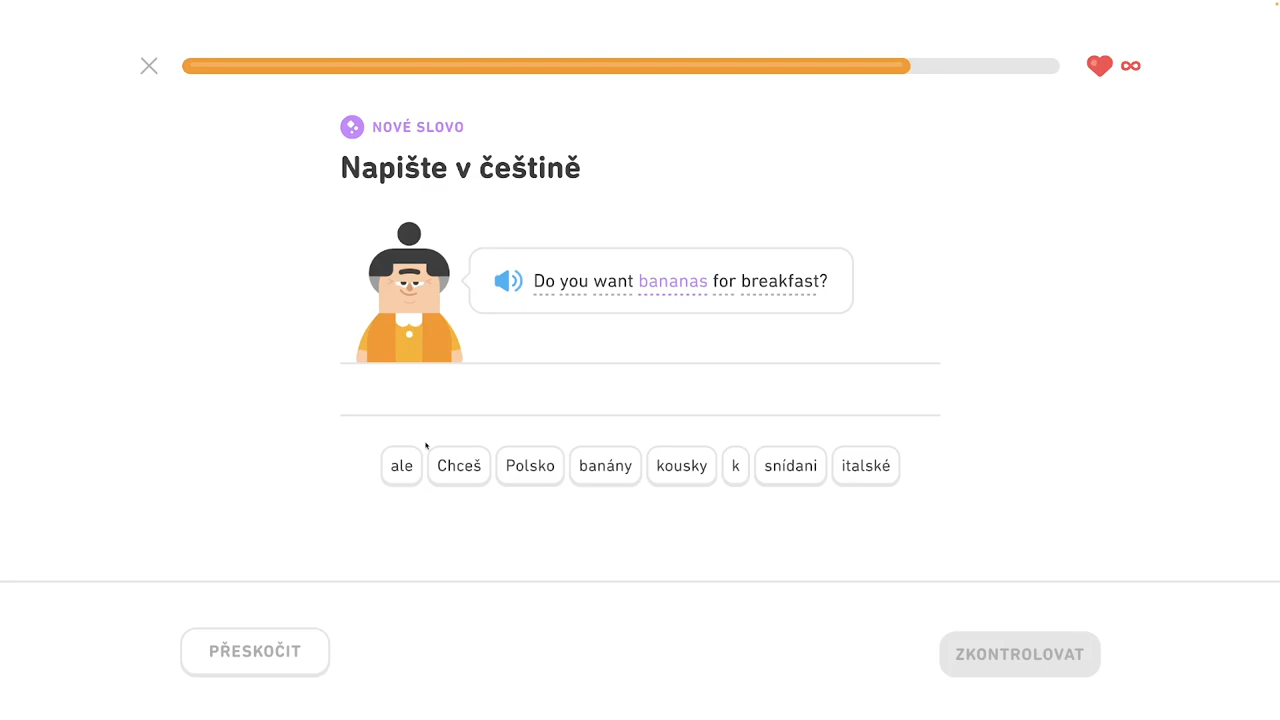 ∞
NOVÉ SLOVO
Napište v češtině
Do you want bananas for breakfast?
ale Chceš Polsko banány kousky k snídani italské
PŘESKOČIT ZKONTROLOVAT